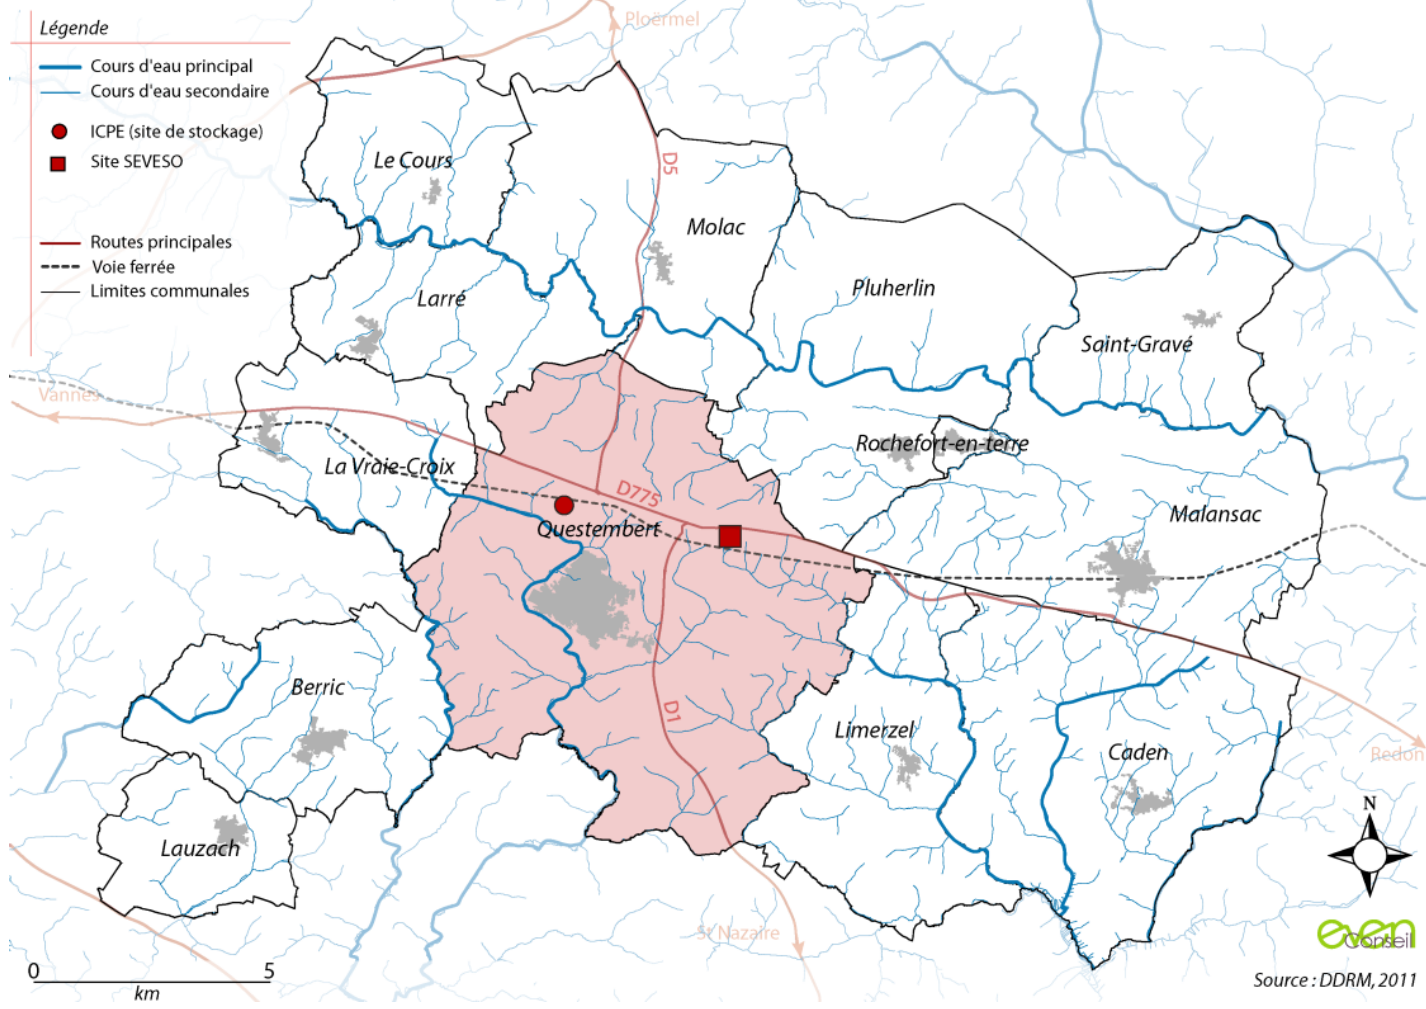 Légende
Cours d'eau principal
Cours d'eau secondaire
ICPE (site de stockage)
Site SEVESO
Routes principales
Voie ferrée
Limites communales
Ploërmel
D5
Le Cours
Molac
Pluherlin
Larré
Saint-Gravé
Vannes
Rochefort-en-terre
La Vraie-Croix
D775
Questembert
Malansac
Berric
D1
Limerzel
Caden
Redon
Lauzach
St Nazaire
N
even
Conseil
0 5
km
Source : DDRM, 2011